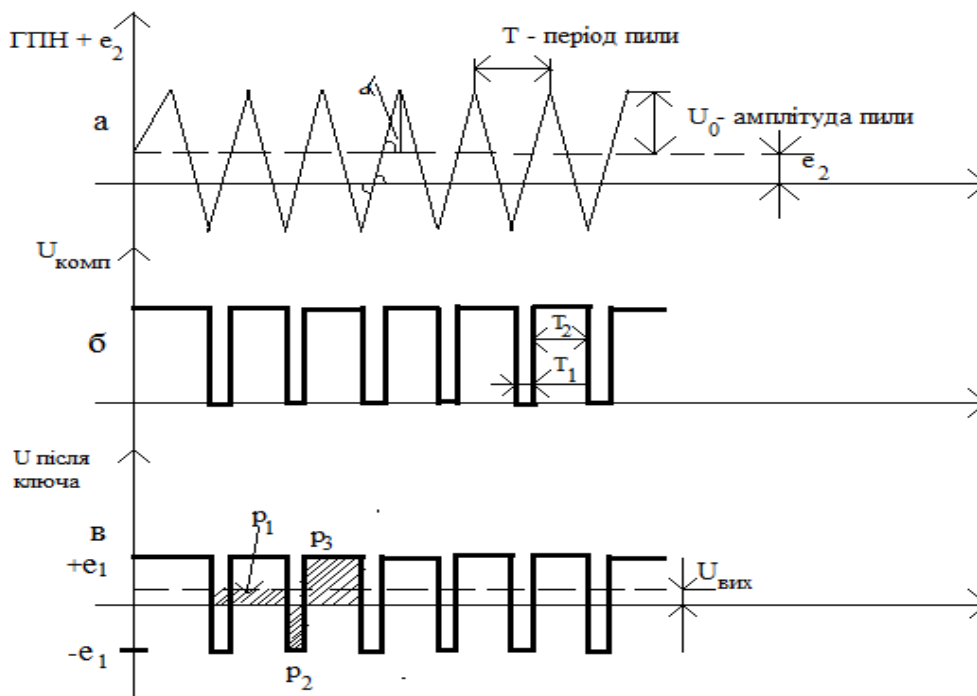 ГПН + e2
T - період пили
а
α
U0- амплітуда пили
e2
Uкомп
б
T2
T1
U після
ключа
в
p1
p3
+e1
Uвих
-e1
p2